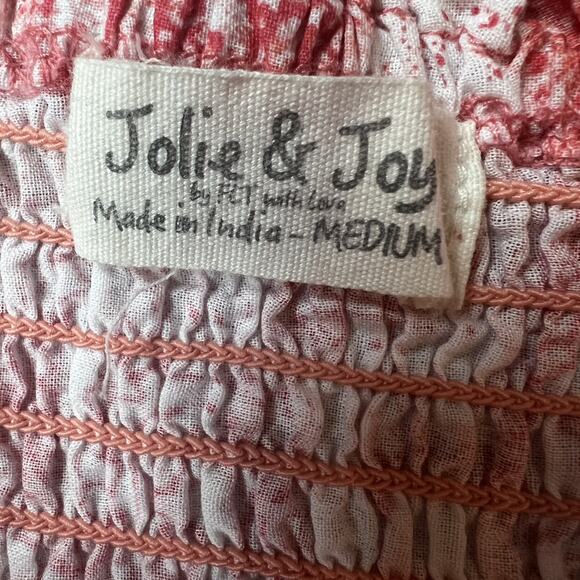 Jolie & Joy
by FCT with Love
Made in India - MEDIUM